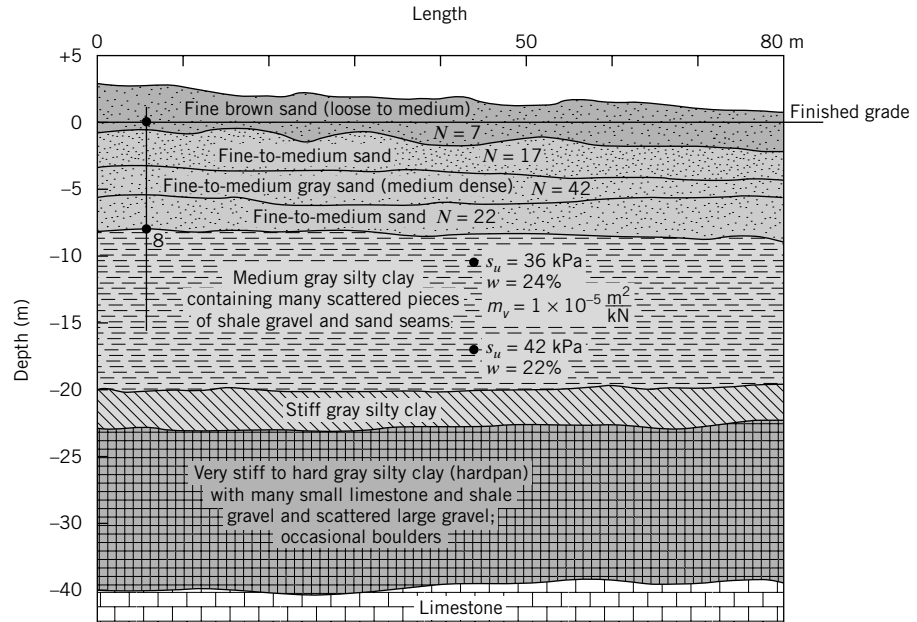 Length
0 50 80 m
+5
Fine brown sand (loose to medium)
Finished grade
0
N = 7
Fine-to-medium sand N = 17
−5
Fine-to-medium gray sand (medium dense) N = 42
Fine-to-medium sand N = 22
8
−10
Medium gray silty clay
containing many scattered pieces
of shale gravel and sand seams
s_u = 36 kPa
w = 24%
m_v = 1 × 10⁻⁵ m²/kN
Depth (m)
−15
s_u = 42 kPa
w = 22%
−20
Stiff gray silty clay
−25
Very stiff to hard gray silty clay (hardpan)
with many small limestone and shale
gravel and scattered large gravel;
occasional boulders
−30
−35
−40
Limestone